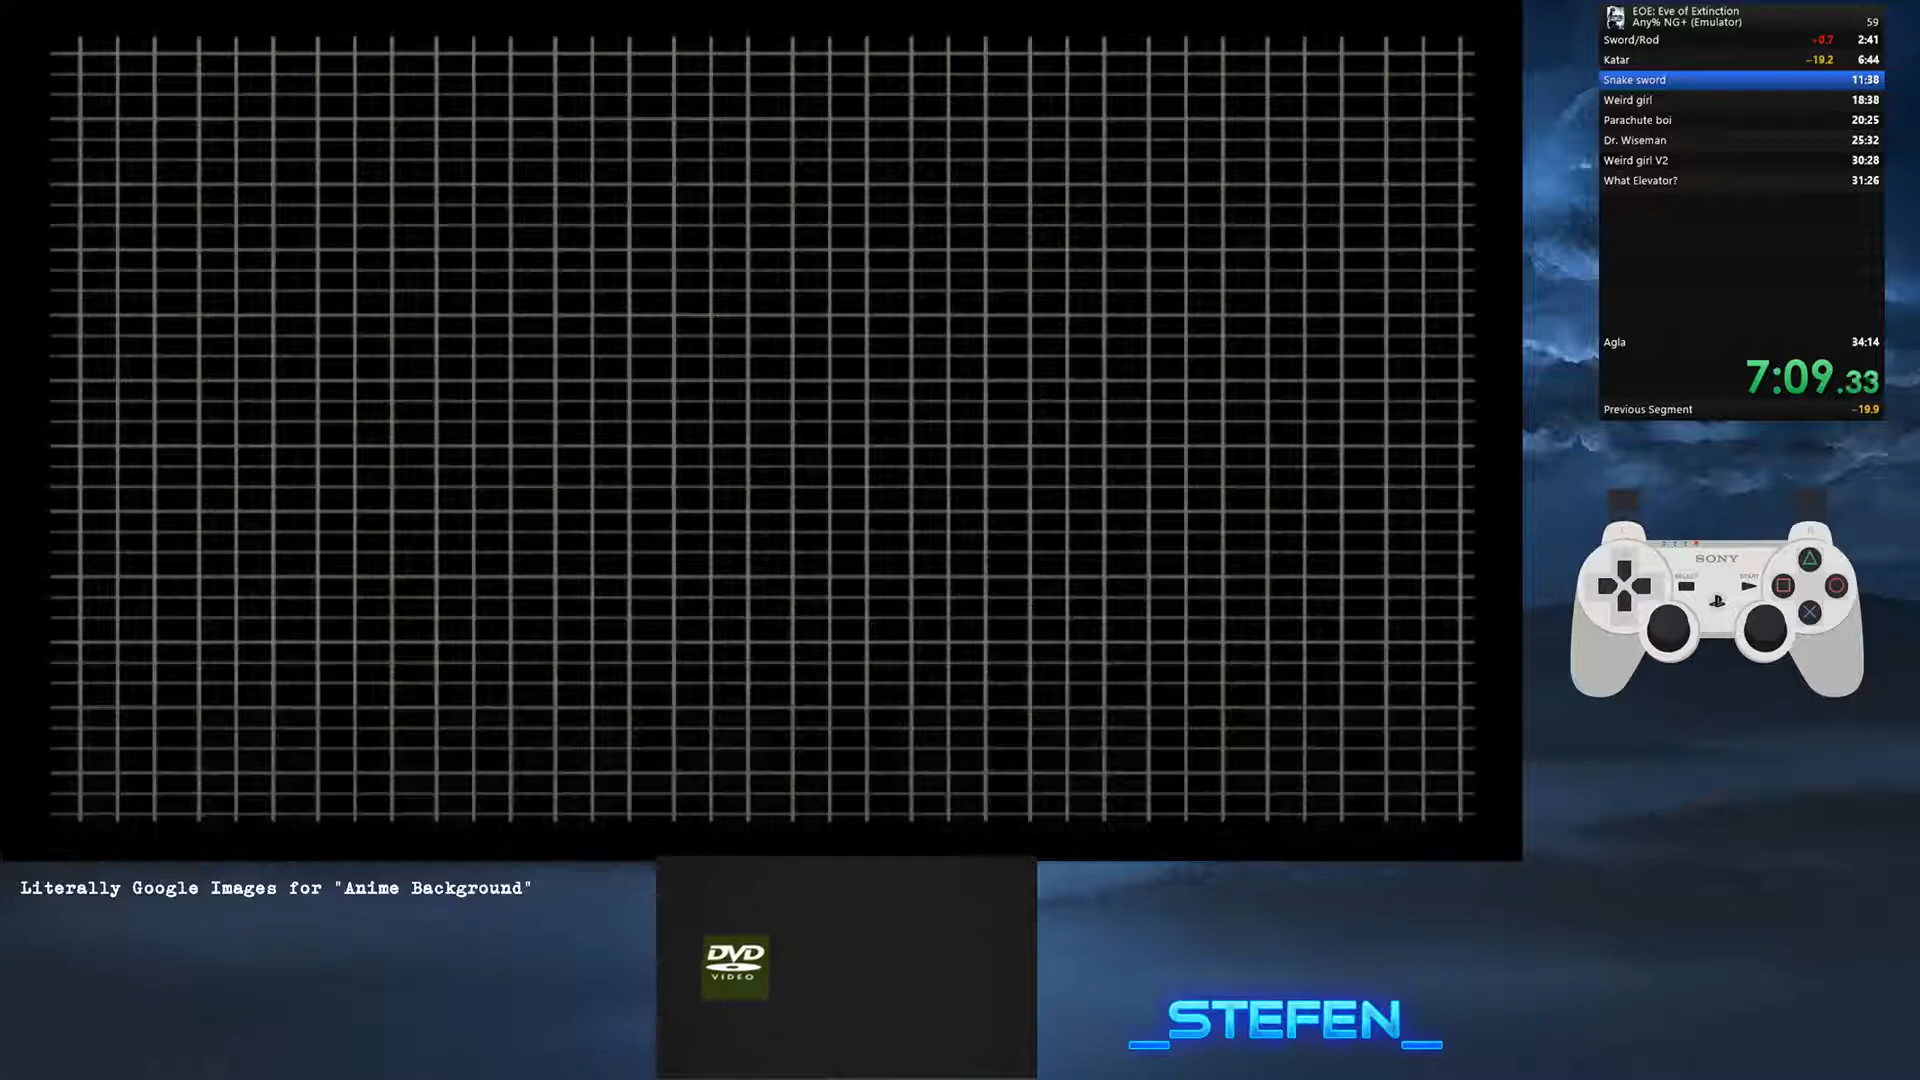 EOE: Eve of Extinction
Any% NG+ (Emulator) 59
Sword/Rod +0.7 2:41
Katar −19.2 6:44
Snake sword 11:38
Weird girl 18:38
Parachute boi 20:25
Dr. Wiseman 25:32
Weird girl V2 30:28
What Elevator? 31:26
Agla 34:14
7:09.33
Previous Segment −19.9
SONY
SELECT
START
Literally Google Images for "Anime Background"
DVD
VIDEO
_STEFEN_